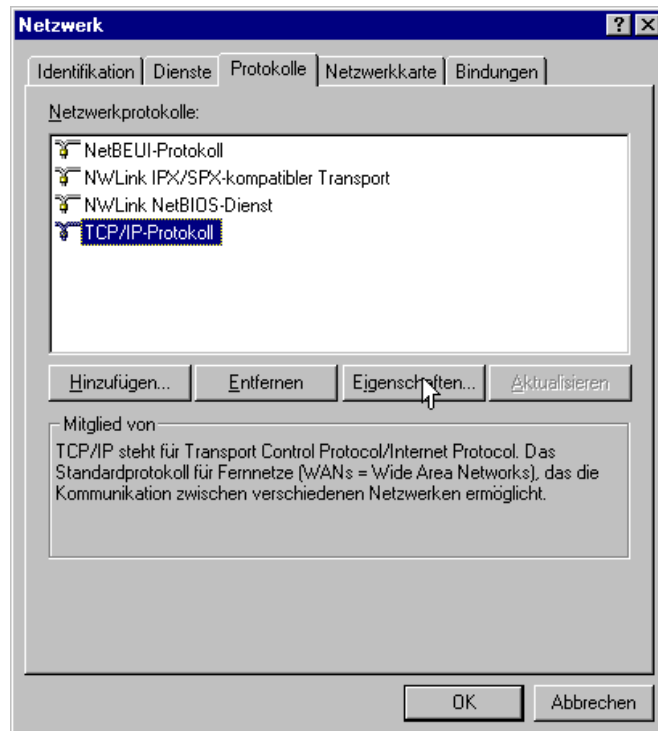 Netzwerk
Identifikation Dienste Protokolle Netzwerkkarte Bindungen
Netzwerkprotokolle:
NetBEUI-Protokoll
NWLink IPX/SPX-kompatibler Transport
NWLink NetBIOS-Dienst
TCP/IP-Protokoll
Hinzufügen... Entfernen Eigenschaften... Aktualisieren
Mitglied von
TCP/IP steht für Transport Control Protocol/Internet Protocol. Das
Standardprotokoll für Fernnetze (WANs = Wide Area Networks), das die
Kommunikation zwischen verschiedenen Netzwerken ermöglicht.
OK Abbrechen